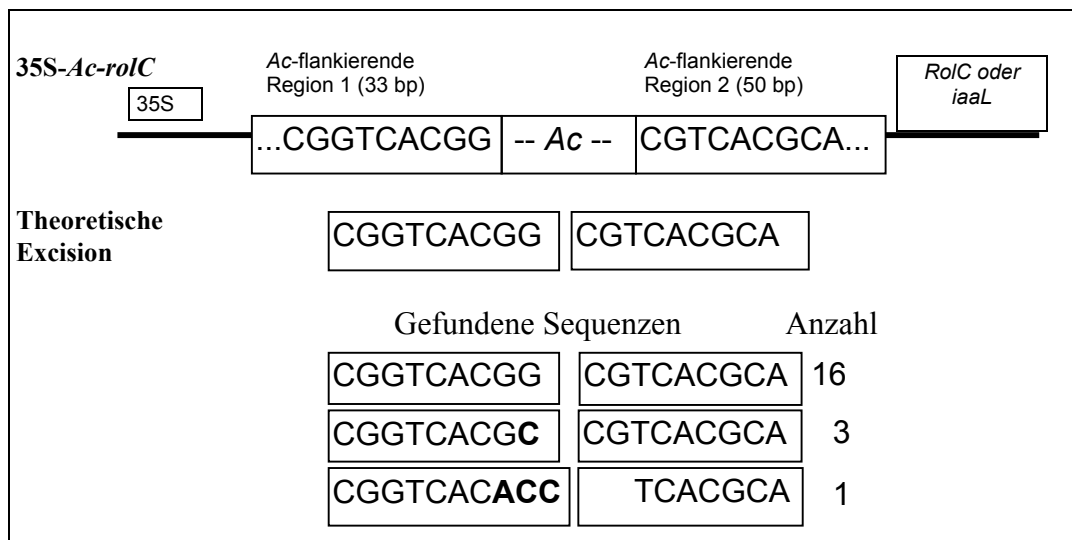 35S-Ac-rolC
Ac-flankierende
Region 1 (33 bp)
Ac-flankierende
Region 2 (50 bp)
RolC oder
iaaL
35S
...CGGTCACGG -- Ac -- CGTCACGCA...
Theoretische
Excision
CGGTCACGG CGTCACGCA
Gefundene Sequenzen Anzahl
CGGTCACGG CGTCACGCA 16
CGGTCACGC CGTCACGCA 3
CGGTCACACC TCACGCA 1